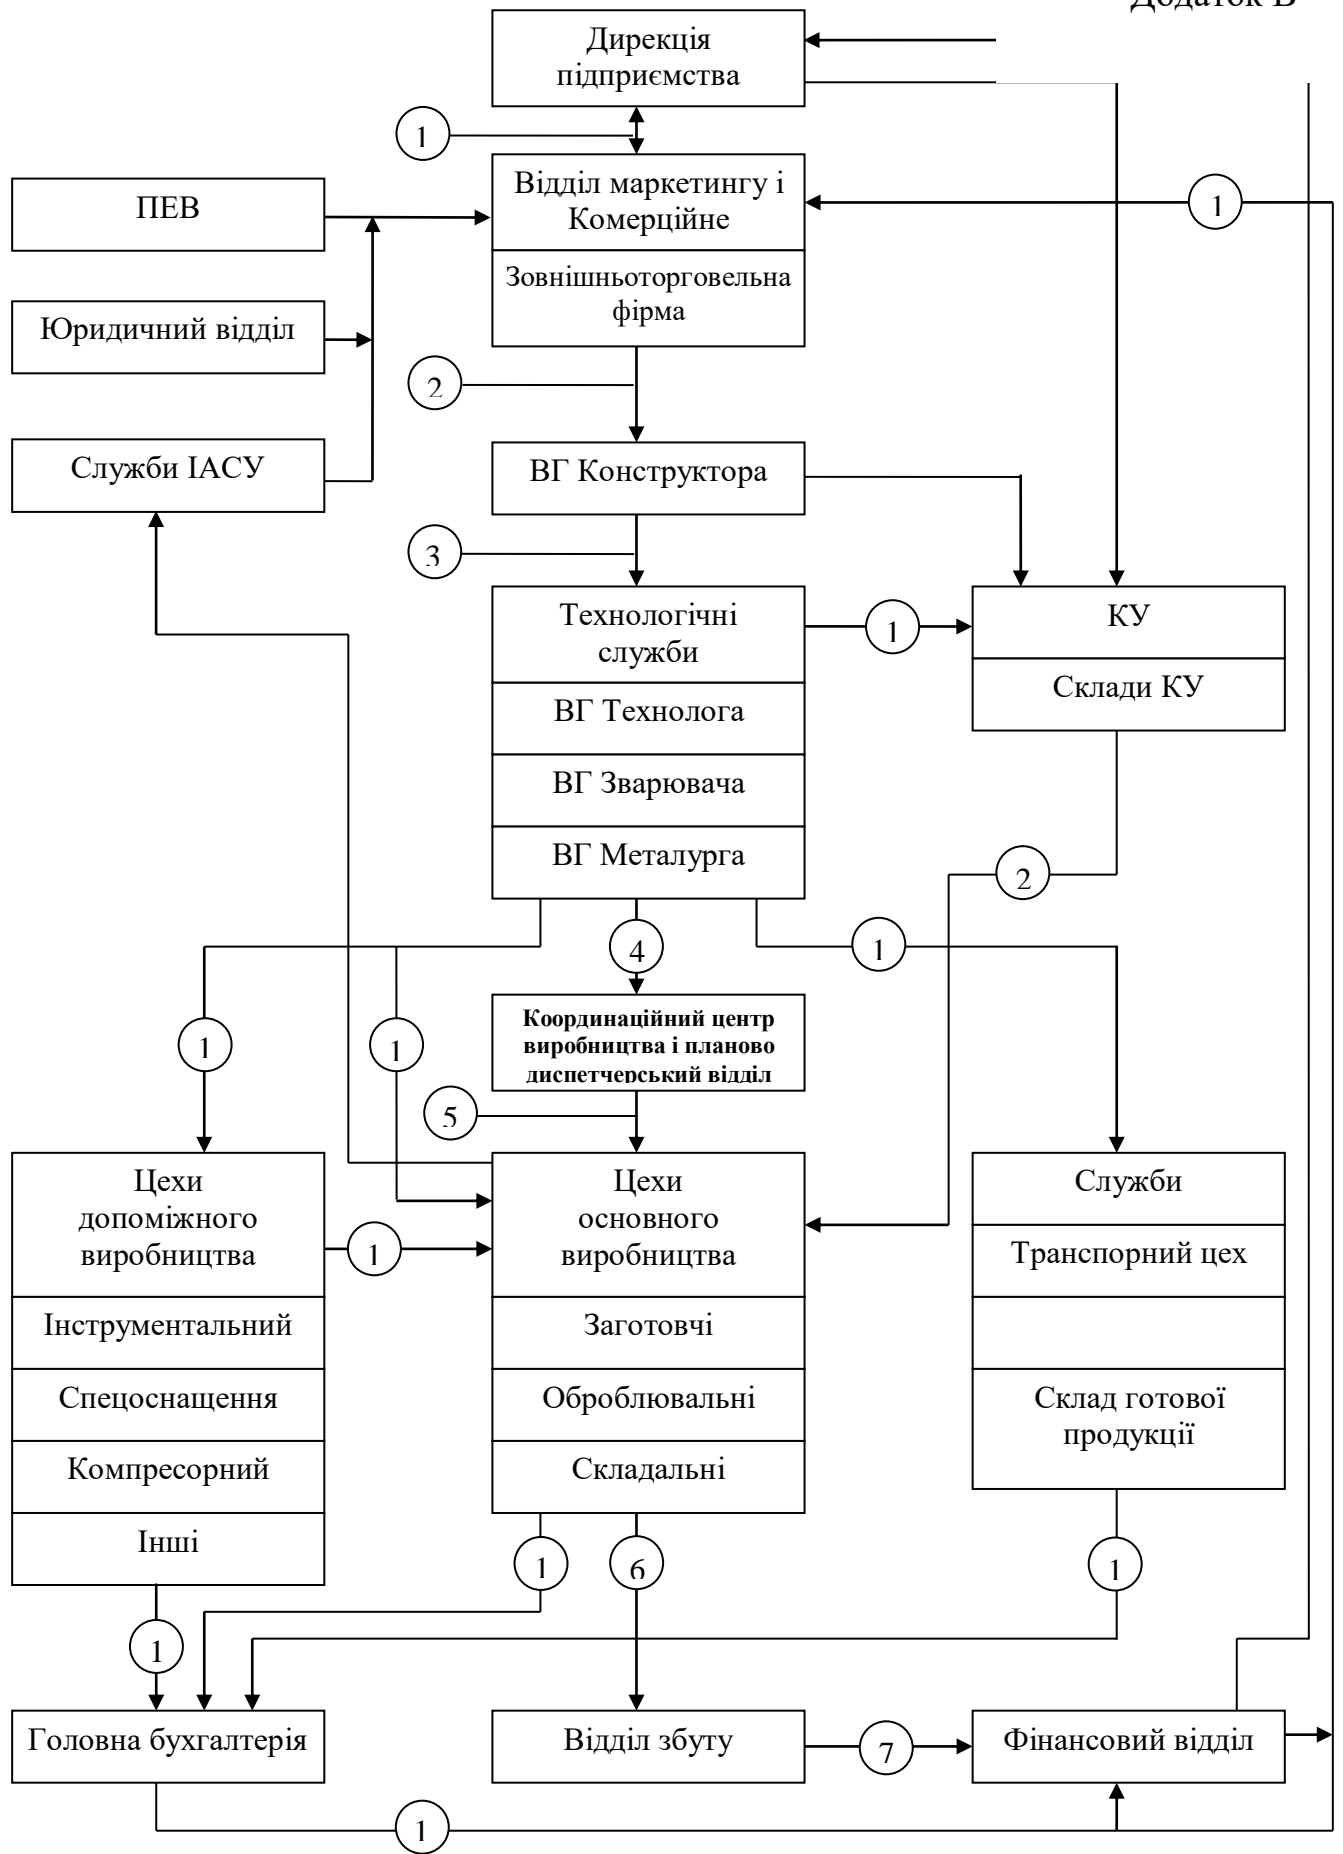 Додаток В
Дирекція
підприємства
1
ПЕВ
Відділ маркетингу і
Комерційне
1
Зовнішньоторговельна
фірма
Юридичний відділ
2
Служби ІАСУ
ВГ Конструктора
3
Технологічні
служби
1
КУ
Склади КУ
ВГ Технолога
ВГ Зварювача
ВГ Металурга
2
4
1
Координаційний центр
виробництва і планово
диспетчерський відділ
1
1
5
Цехи
допоміжного
виробництва
1
Цехи
основного
виробництва
Служби
Транспорний цех
Інструментальний
Заготовчі
Спецоснащення
Оброблювальні
Склад готової
продукції
Компресорний
Складальні
Інші
1
6
1
1
Головна бухгалтерія
Відділ збуту
7
Фінансовий відділ
1